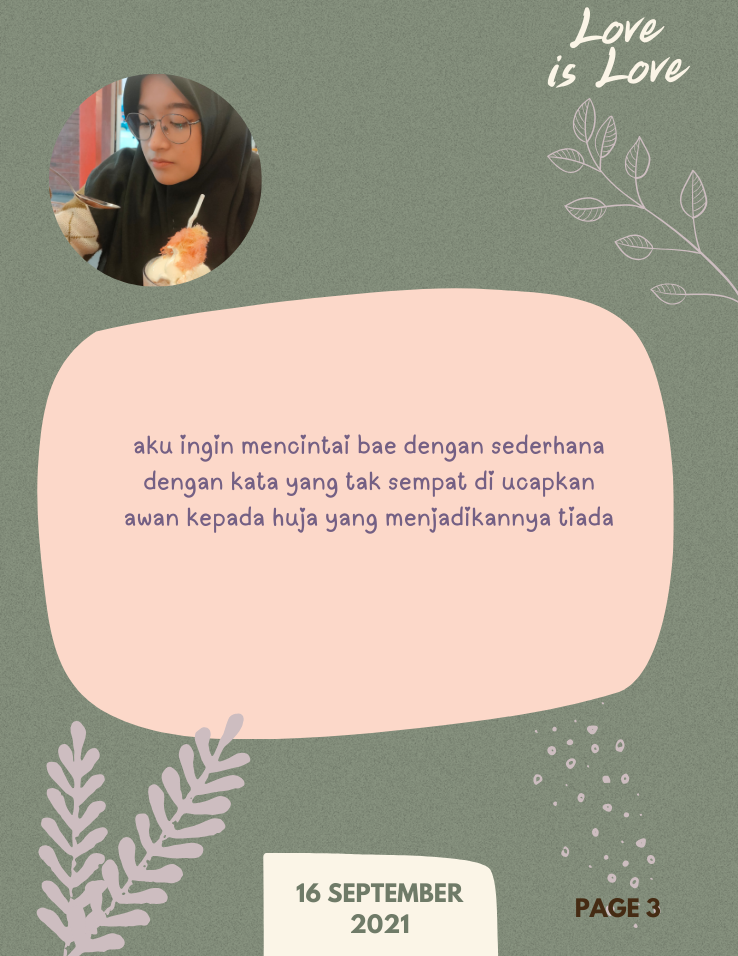 Love
is Love
aku ingin mencintai bae dengan sederhana
dengan kata yang tak sempat di ucapkan
awan kepada huja yang menjadikannya tiada
16 SEPTEMBER
2021
PAGE 3